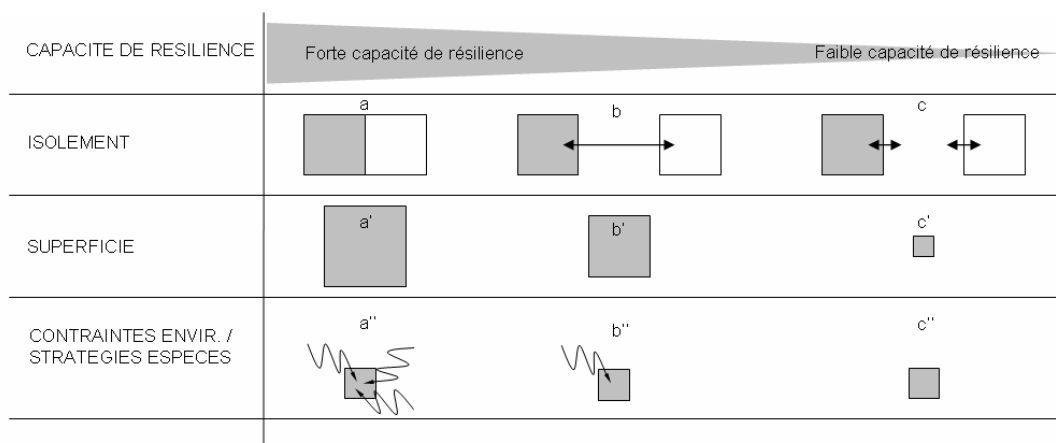 CAPACITE DE RESILIENCE
Forte capacité de résilience
Faible capacité de résilience
ISOLEMENT
a
b
c
SUPERFICIE
a'
b'
c'
CONTRAINTES ENVIR. /
STRATEGIES ESPECES
a''
b''
c''